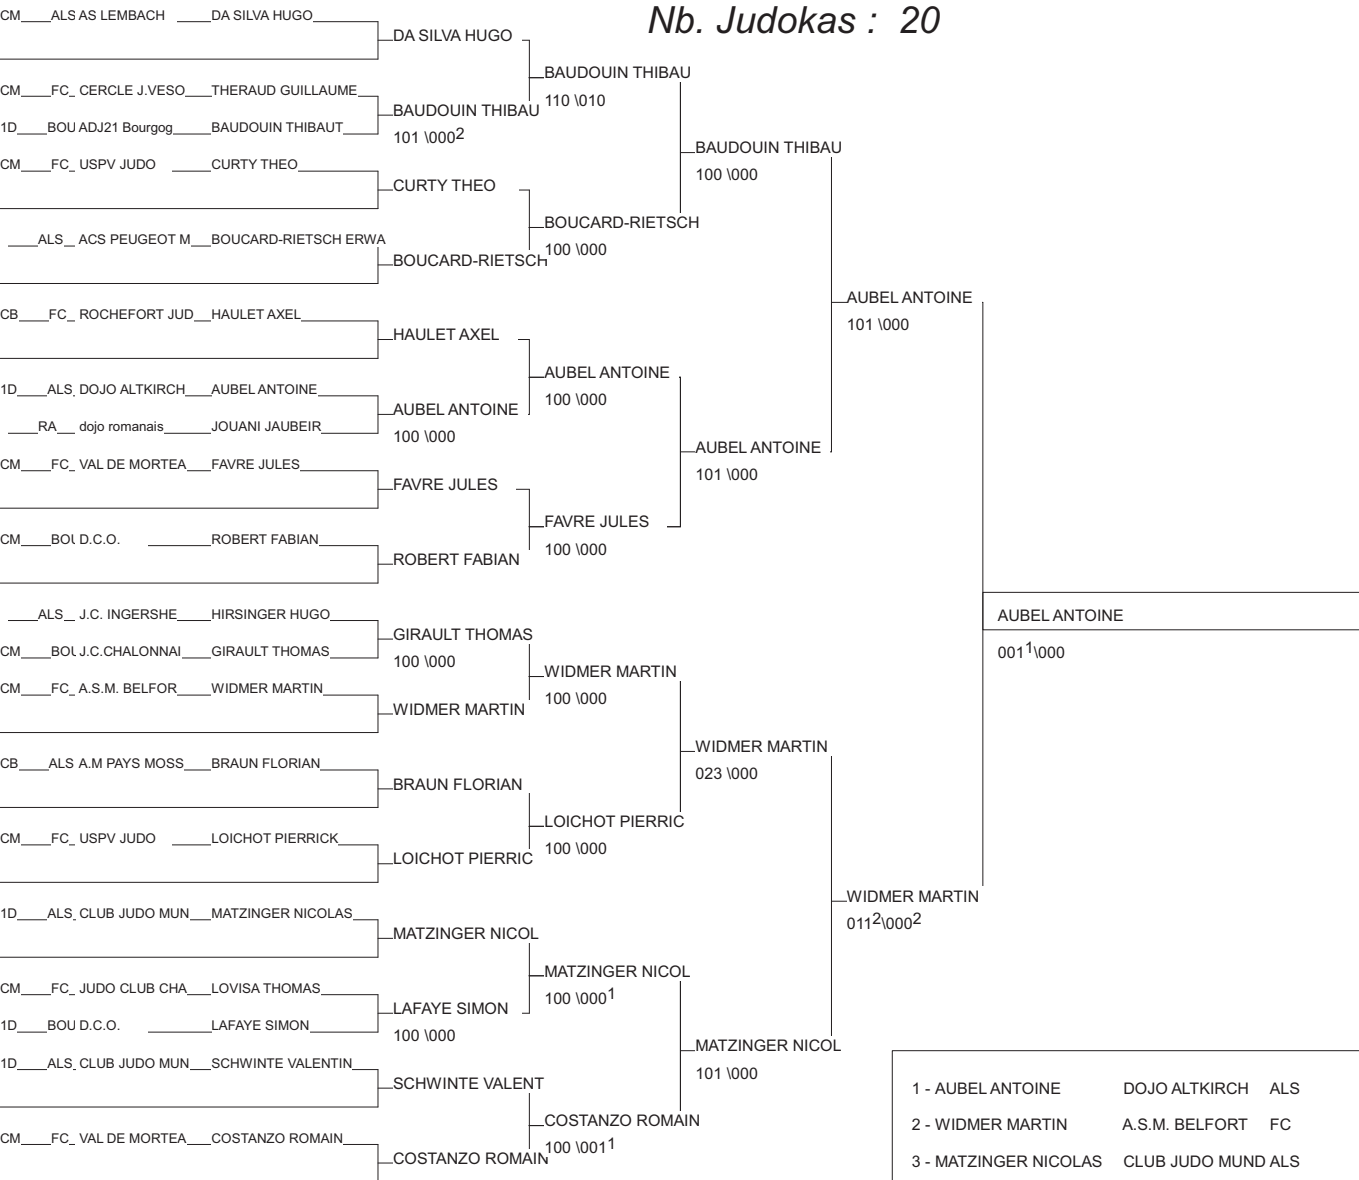 Nb. Judokas : 20
CM ALS AS LEMBACH DA SILVA HUGO
DA SILVA HUGO
BAUDOUIN THIBAU
110 \010
CM FC CERCLE J.VESO THERAUD GUILLAUME
BAUDOUIN THIBAU
101 \000²
1D BOU ADJ21 Bourgog BAUDOUIN THIBAUT
BAUDOUIN THIBAU
100 \000
CM FC USPV JUDO CURTY THEO
CURTY THEO
BOUCARD-RIETSCH
100 \000
ALS ACS PEUGEOT M BOUCARD-RIETSCH ERWA
BOUCARD-RIETSCH
AUBEL ANTOINE
101 \000
CB FC ROCHEFORT JUD HAULET AXEL
HAULET AXEL
AUBEL ANTOINE
100 \000
1D ALS DOJO ALTKIRCH AUBEL ANTOINE
AUBEL ANTOINE
100 \000
RA dojo romanais JOUANI JAUBEIR
AUBEL ANTOINE
101 \000
CM FC VAL DE MORTEA FAVRE JULES
FAVRE JULES
FAVRE JULES
100 \000
CM BOU D.C.O. ROBERT FABIAN
ROBERT FABIAN
ALS J.C. INGERSHE HIRSINGER HUGO
AUBEL ANTOINE
001¹\000
GIRAULT THOMAS
100 \000
CM BOU J.C.CHALONNAI GIRAULT THOMAS
WIDMER MARTIN
100 \000
CM FC A.S.M. BELFOR WIDMER MARTIN
WIDMER MARTIN
WIDMER MARTIN
023 \000
CB ALS A.M PAYS MOSS BRAUN FLORIAN
BRAUN FLORIAN
LOICHOT PIERRIC
100 \000
CM FC USPV JUDO LOICHOT PIERRICK
LOICHOT PIERRIC
WIDMER MARTIN
011²\000²
1D ALS CLUB JUDO MUN MATZINGER NICOLAS
MATZINGER NICOL
MATZINGER NICOL
100 \000¹
CM FC JUDO CLUB CHA LOVISA THOMAS
LAFAYE SIMON
100 \000
1D BOU D.C.O. LAFAYE SIMON
MATZINGER NICOL
101 \000
1D ALS CLUB JUDO MUN SCHWINTE VALENTIN
SCHWINTE VALENT
COSTANZO ROMAIN
100 \001¹
CM FC VAL DE MORTEA COSTANZO ROMAIN
COSTANZO ROMAIN
1 - AUBEL ANTOINE DOJO ALTKIRCH ALS
2 - WIDMER MARTIN A.S.M. BELFORT FC
3 - MATZINGER NICOLAS CLUB JUDO MUND ALS